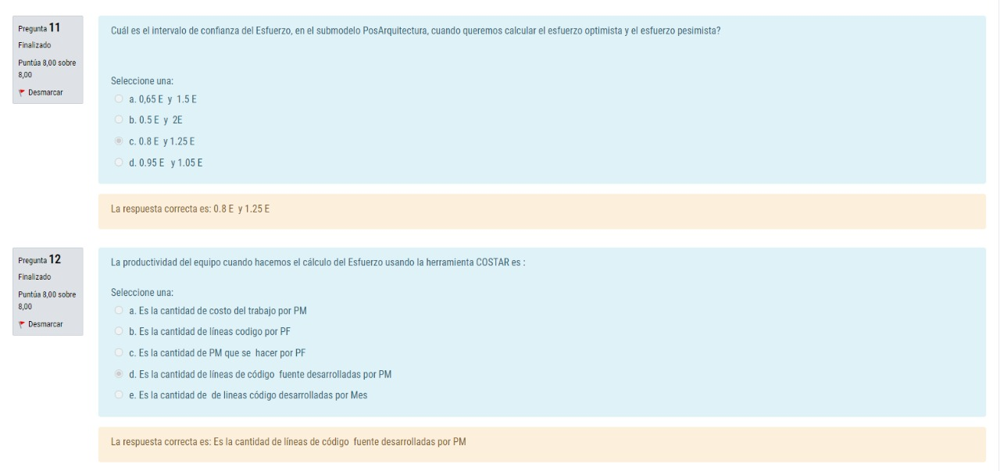 Pregunta 11
Finalizado
Puntúa 8,00 sobre
8,00
Desmarcar
Cuál es el intervalo de confianza del Esfuerzo, en el submodelo PosArquitectura, cuando queremos calcular el esfuerzo optimista y el esfuerzo pesimista?
Seleccione una:
a. 0,65 E y 1.5 E
b. 0.5 E y 2E
c. 0.8 E y 1.25 E
d. 0.95 E y 1.05 E
La respuesta correcta es: 0.8 E y 1.25 E
Pregunta 12
Finalizado
Puntúa 8,00 sobre
8,00
Desmarcar
La productividad del equipo cuando hacemos el cálculo del Esfuerzo usando la herramienta COSTAR es :
Seleccione una:
a. Es la cantidad de costo del trabajo por PM
b. Es la cantidad de líneas codigo por PF
c. Es la cantidad de PM que se hacer por PF
d. Es la cantidad de líneas de código fuente desarrolladas por PM
e. Es la cantidad de de lineas código desarrolladas por Mes
La respuesta correcta es: Es la cantidad de líneas de código fuente desarrolladas por PM